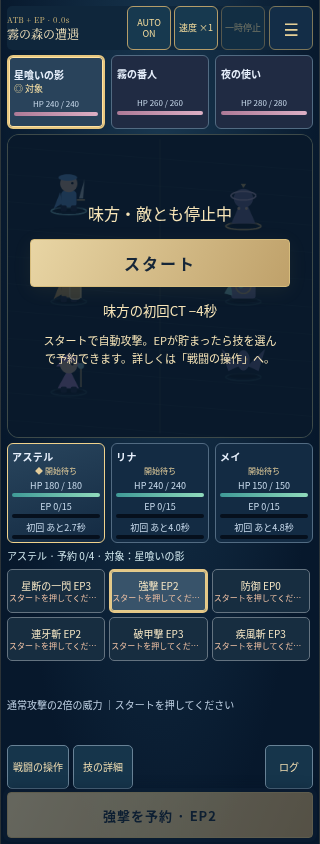 ATB + EP · 0.0s
霧の森の遭遇
AUTO
ON
速度 ×1
一時停止
☰
星喰いの影
◎ 対象
HP 240 / 240
霧の番人
HP 260 / 260
夜の使い
HP 280 / 280
味方・敵とも停止中
スタート
味方の初回CT −4秒
スタートで自動攻撃。EPが貯まったら技を選ん
で予約できます。詳しくは「戦闘の操作」へ。
アステル
◆ 開始待ち
HP 180 / 180
EP 0/15
初回 あと2.7秒
リナ
開始待ち
HP 240 / 240
EP 0/15
初回 あと4.0秒
メイ
開始待ち
HP 150 / 150
EP 0/15
初回 あと4.8秒
アステル · 予約 0/4 · 対象：星喰いの影
星断の一閃 EP3
スタートを押してくだ…
強撃 EP2
スタートを押してくだ…
防御 EP0
スタートを押してくだ…
連牙斬 EP2
スタートを押してくだ…
破甲撃 EP3
スタートを押してくだ…
疾風斬 EP3
スタートを押してくだ…
通常攻撃の2倍の威力｜スタートを押してください
戦闘の操作
技の詳細
ログ
強撃を予約 · EP2